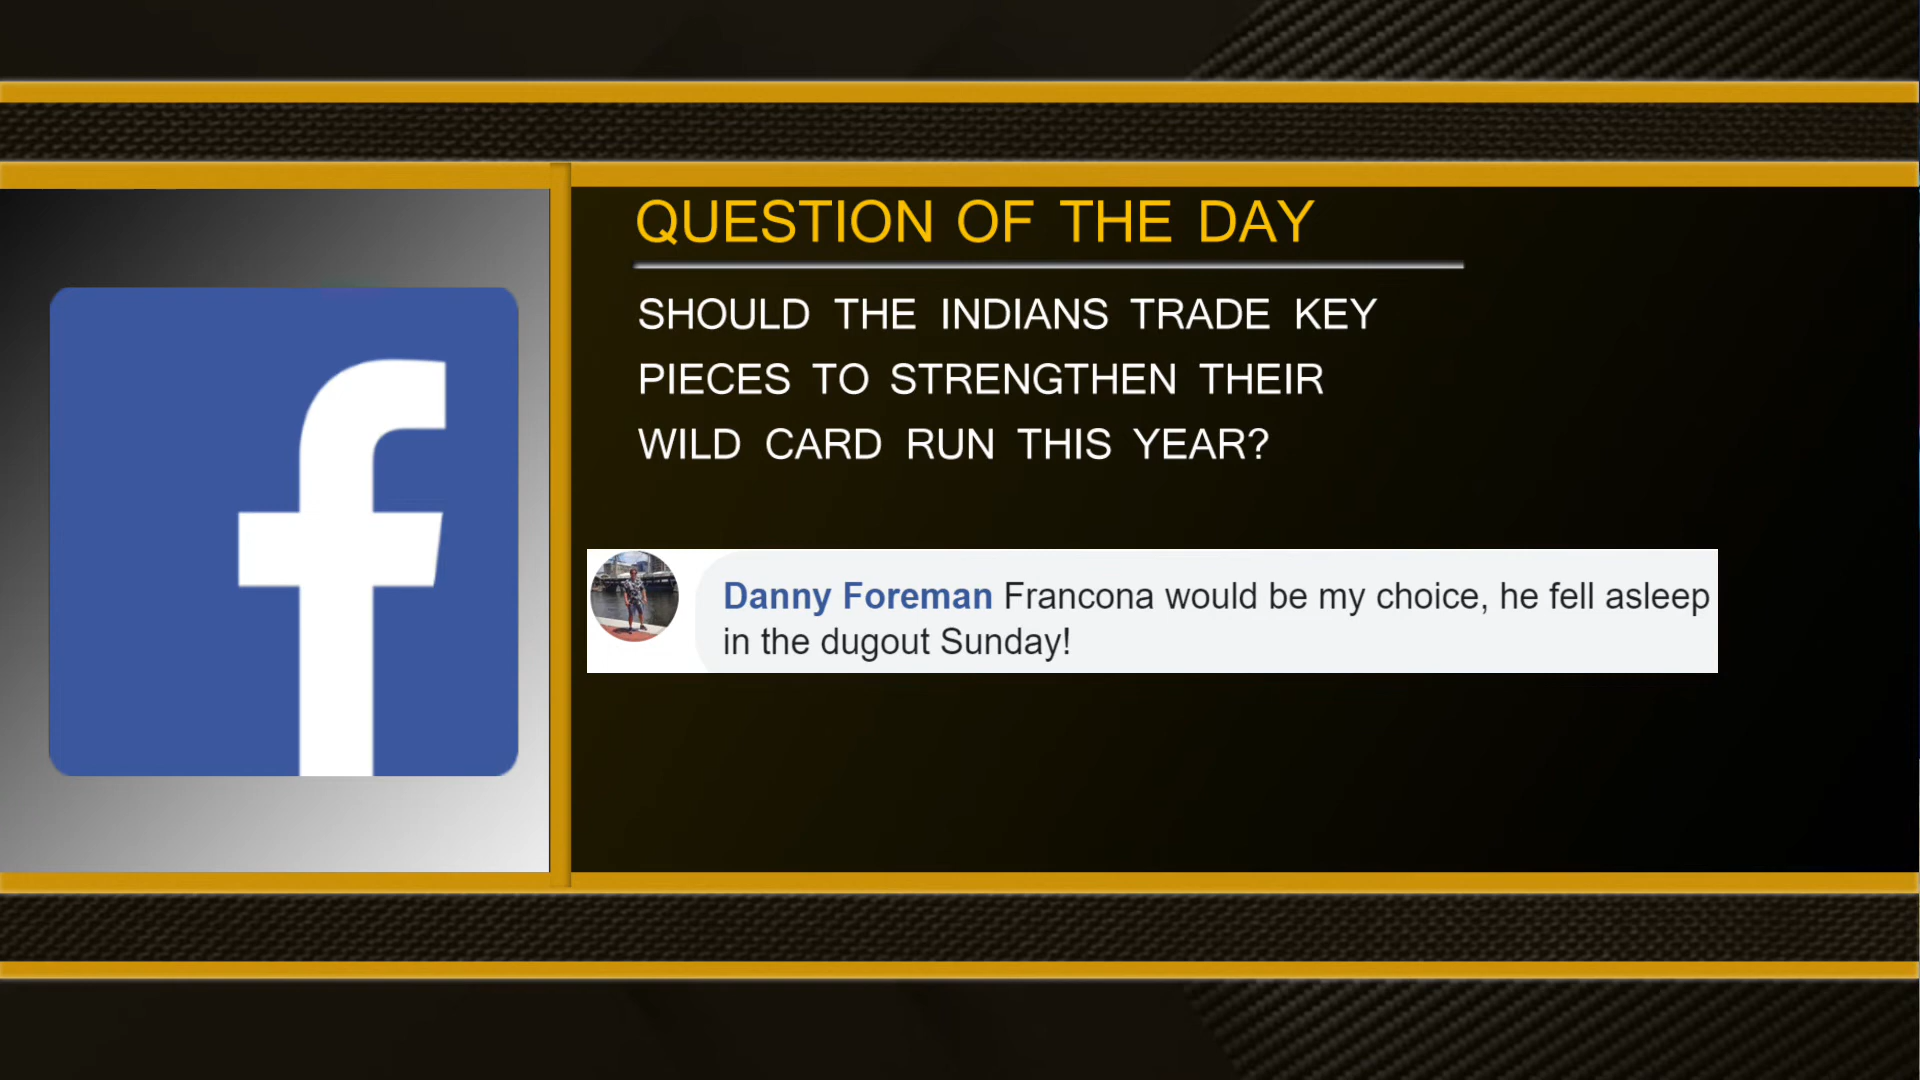 QUESTION OF THE DAY
SHOULD THE INDIANS TRADE KEY
PIECES TO STRENGTHEN THEIR
WILD CARD RUN THIS YEAR?
Danny Foreman Francona would be my choice, he fell asleep
in the dugout Sunday!